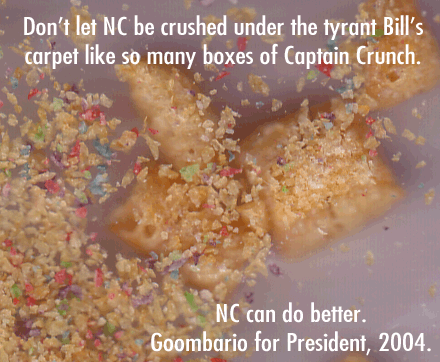 Don't let NC be crushed under the tyrant Bill's
carpet like so many boxes of Captain Crunch.
NC can do better.
Goombario for President, 2004.